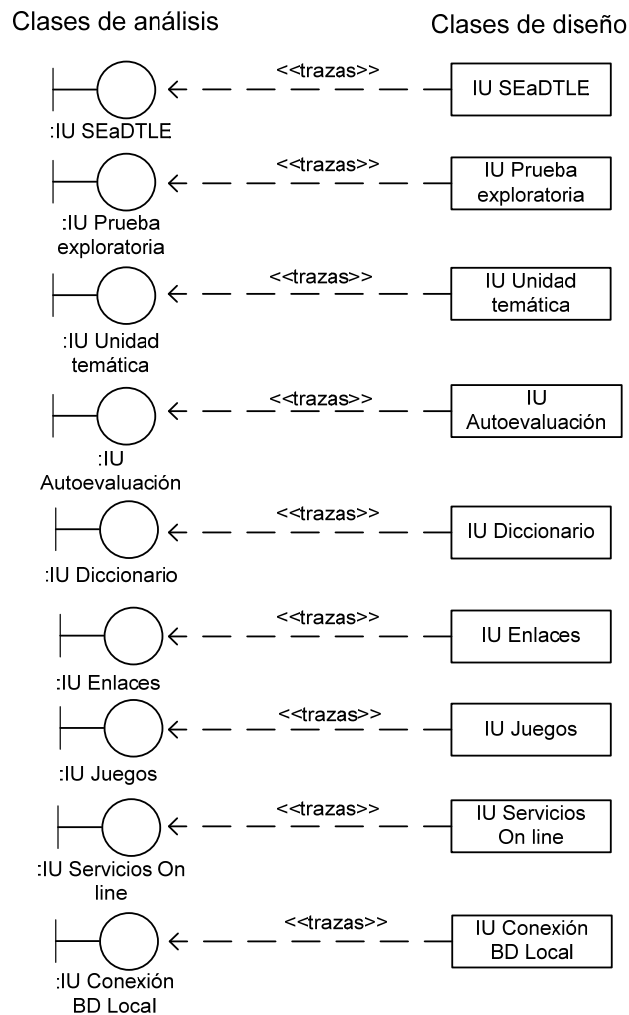 Clases de análisis
Clases de diseño
<<trazas>>
IU SEaDTLE
:IU SEaDTLE
<<trazas>>
IU Prueba
exploratoria
:IU Prueba
exploratoria
<<trazas>>
IU Unidad
temática
:IU Unidad
temática
<<trazas>>
IU
Autoevaluación
:IU
Autoevaluación
<<trazas>>
IU Diccionario
:IU Diccionario
<<trazas>>
IU Enlaces
:IU Enlaces
<<trazas>>
IU Juegos
:IU Juegos
<<trazas>>
IU Servicios
On line
:IU Servicios On
line
<<trazas>>
IU Conexión
BD Local
:IU Conexión
BD Local